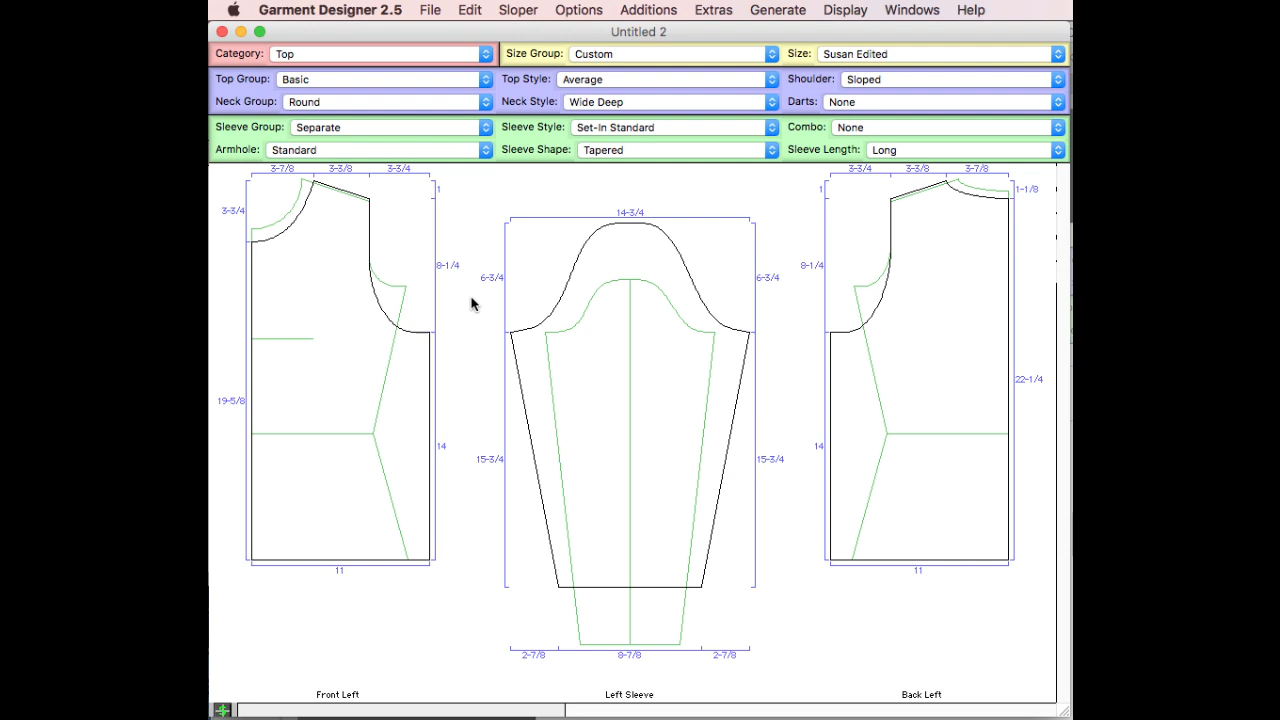 Garment Designer 2.5 File Edit Sloper Options Additions Extras Generate Display Windows Help
Untitled 2
Category: Top Size Group: Custom Size: Susan Edited
Top Group: Basic Top Style: Average Shoulder: Sloped
Neck Group: Round Neck Style: Wide Deep Darts: None
Sleeve Group: Separate Sleeve Style: Set-In Standard Combo: None
Armhole: Standard Sleeve Shape: Tapered Sleeve Length: Long
3-7/8 3-3/8 3-3/4 3-3/4 3-3/8 3-7/8
1 1 1-1/8
3-3/4 14-3/4
8-1/4 6-3/4 6-3/4 8-1/4
22-1/4
19-5/8
14 15-3/4 15-3/4 14
11 11
2-7/8 8-7/8 2-7/8
Front Left Left Sleeve Back Left